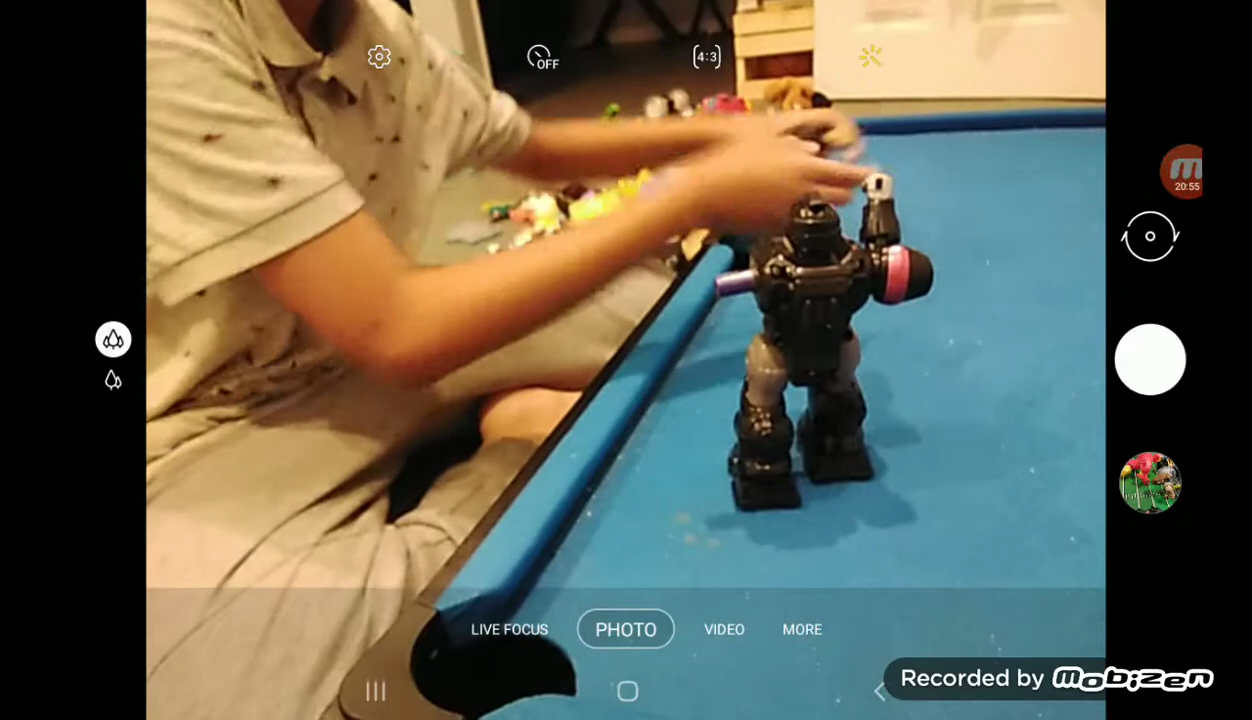 OFF
4:3
20:55
LIVE FOCUS
PHOTO
VIDEO
MORE
Recorded by Mobizen